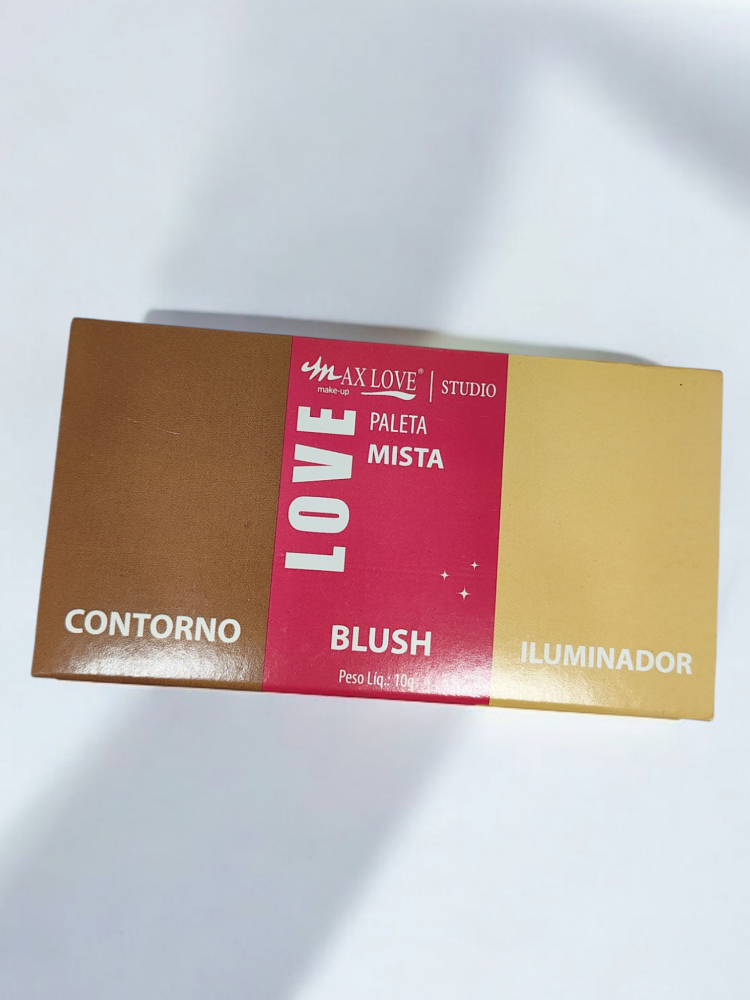 MAX LOVE® | STUDIO
make-up
LOVE
PALETA
MISTA
CONTORNO
BLUSH
ILUMINADOR
Peso Líq.: 10g